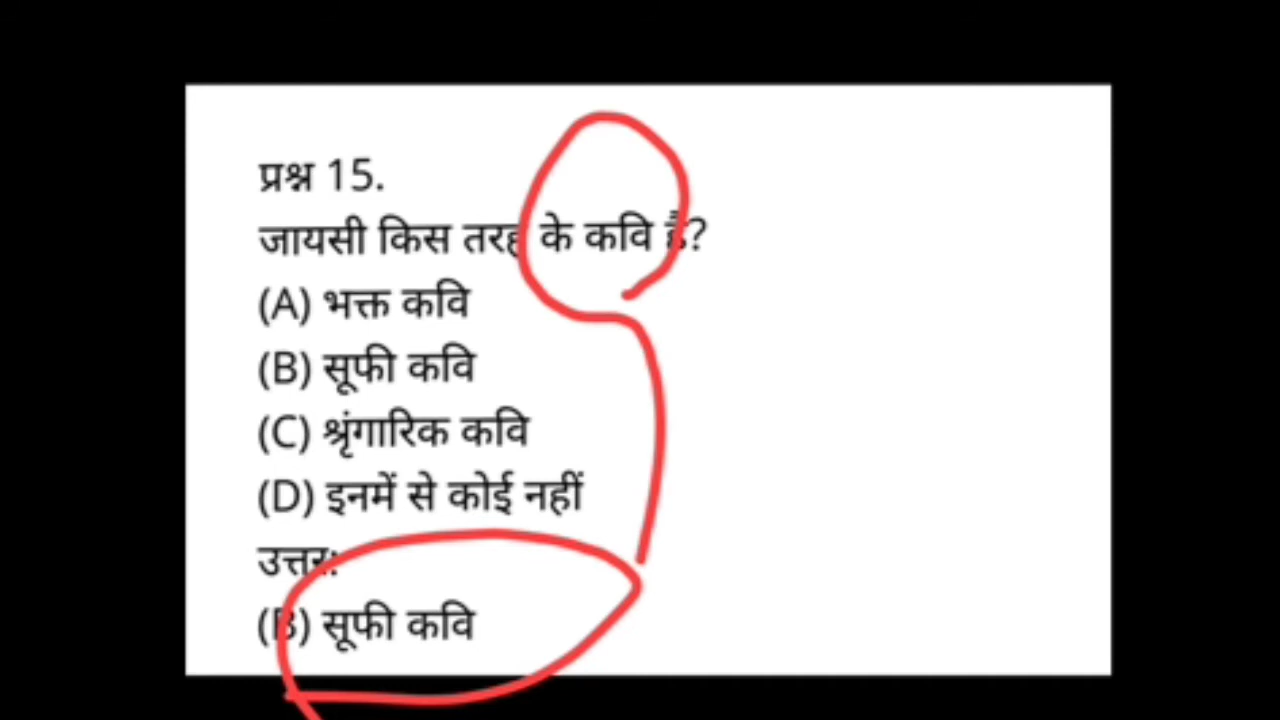 प्रश्न 15.
जायसी किस तरह के कवि है?
(A) भक्त कवि
(B) सूफी कवि
(C) श्रृंगारिक कवि
(D) इनमें से कोई नहीं
उत्तर:
(B) सूफी कवि